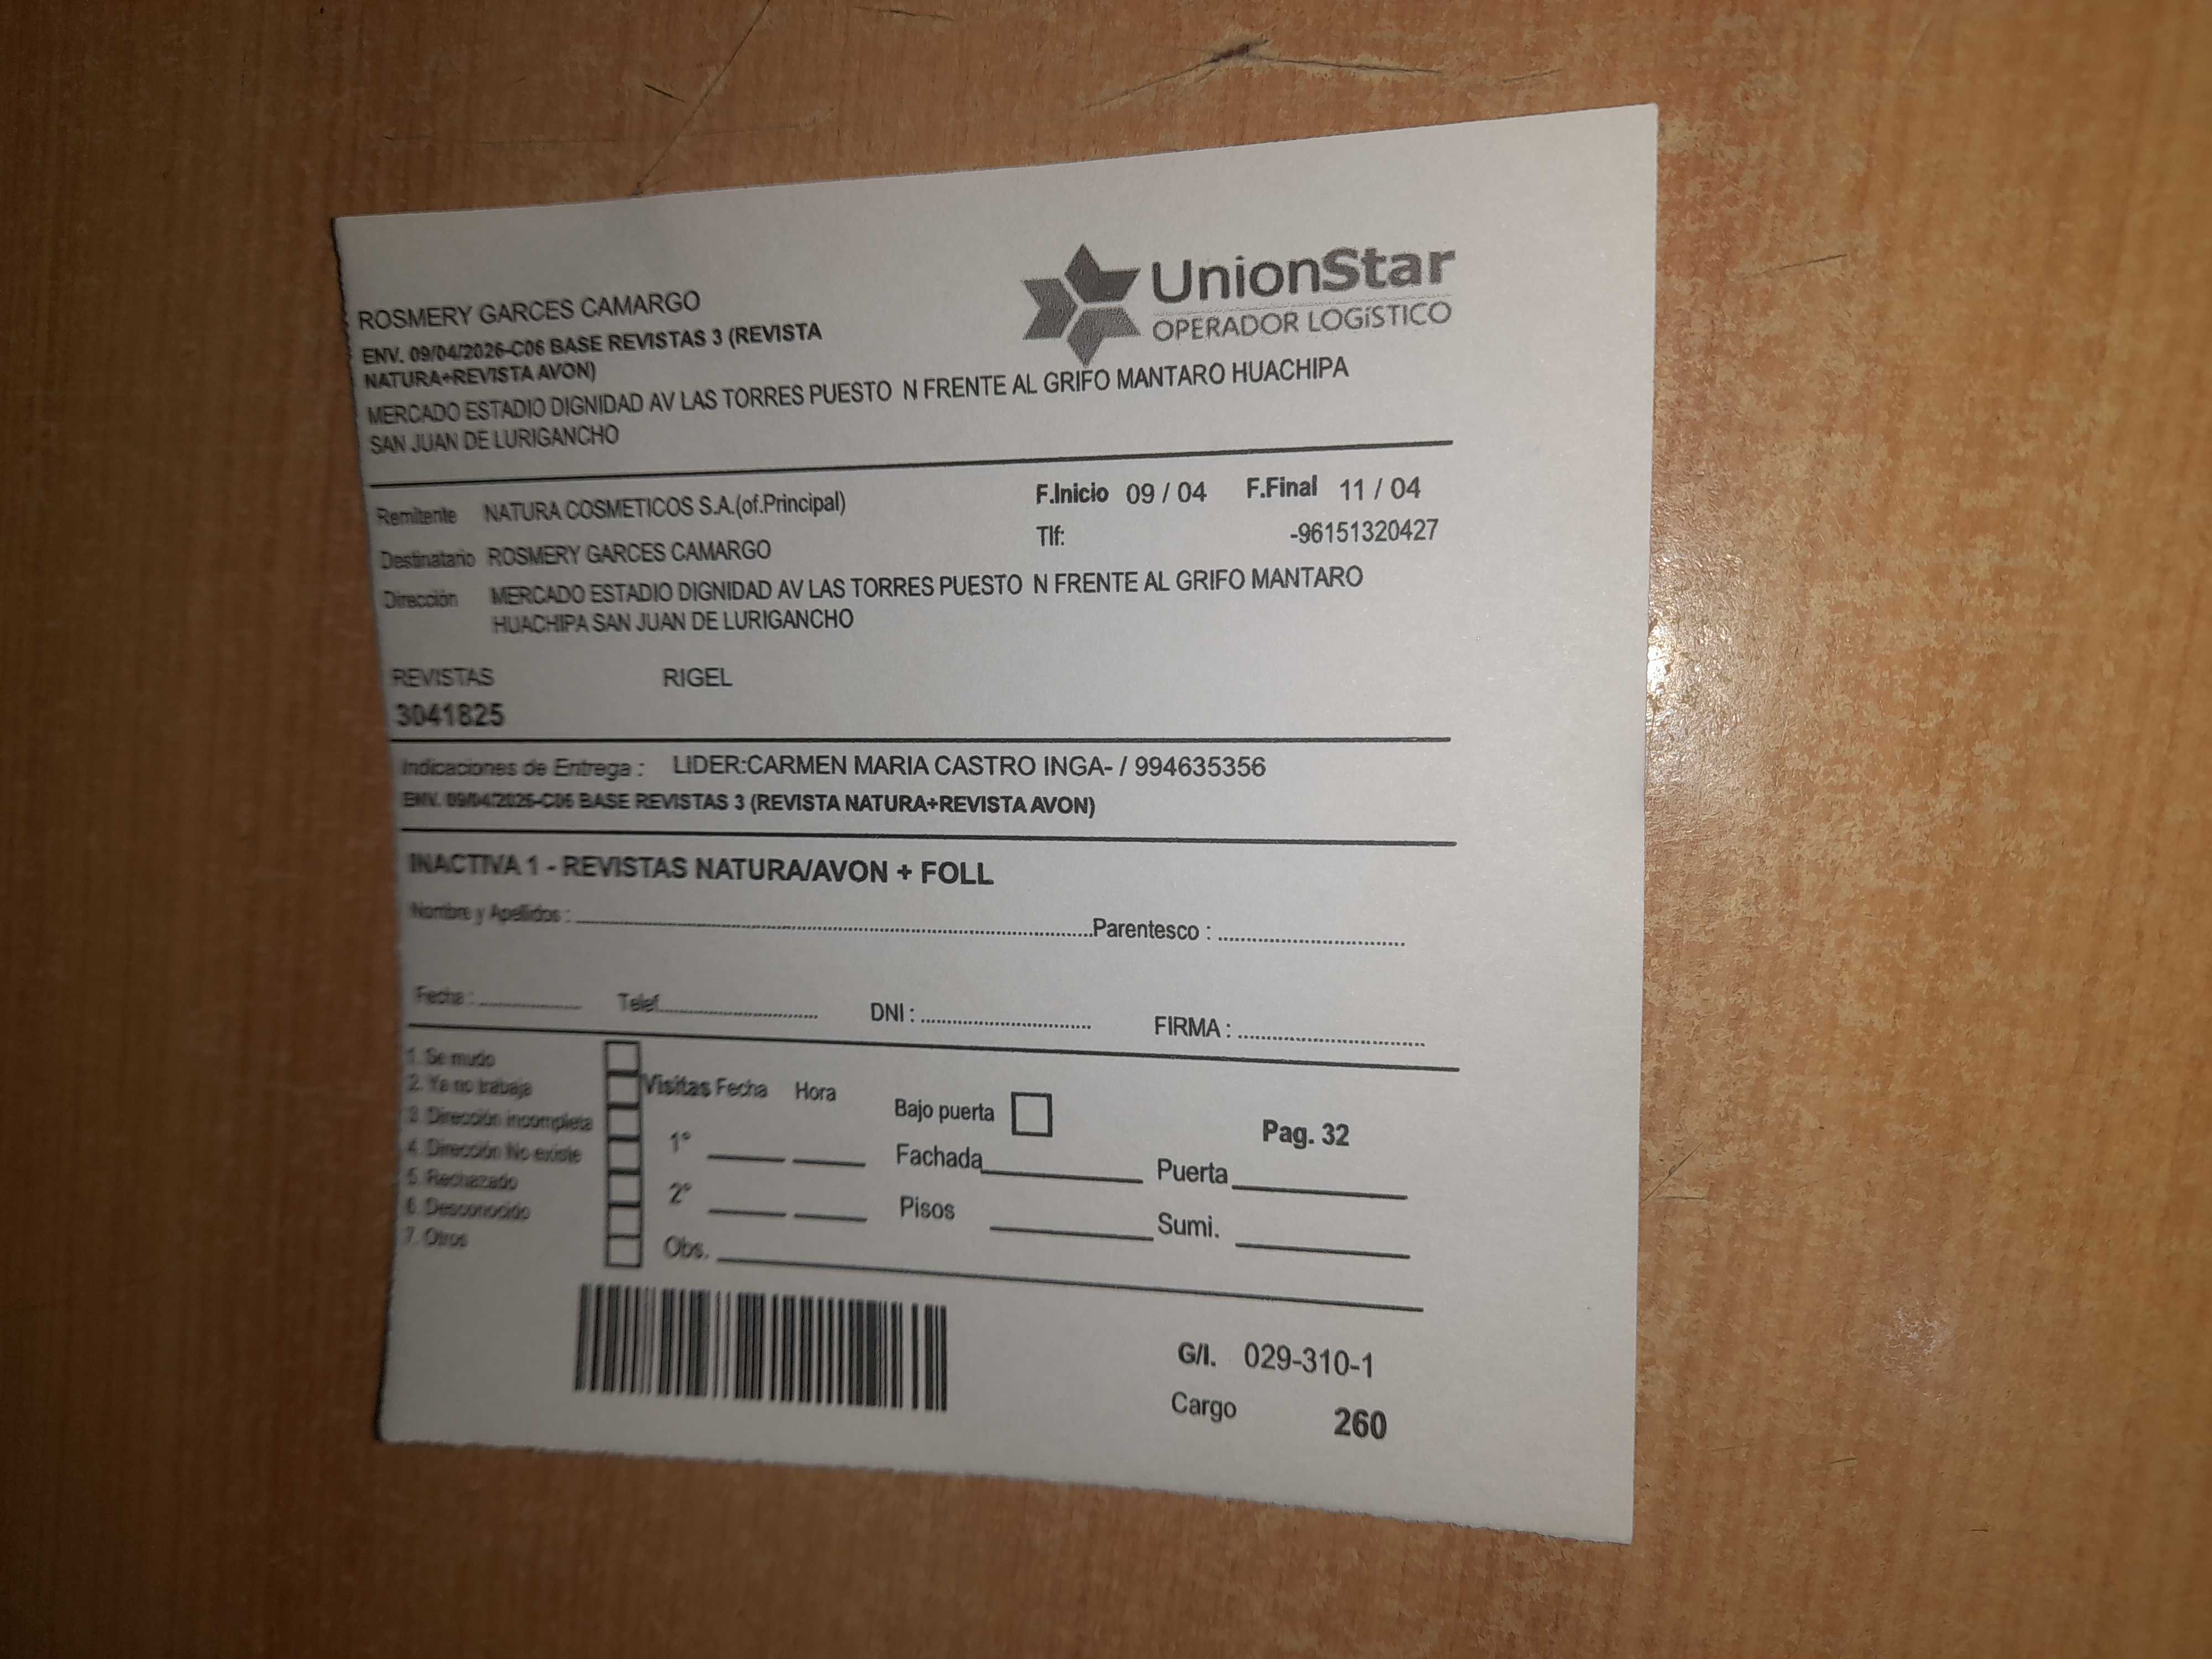 UnionStar
OPERADOR LOGíSTICO
ROSMERY GARCES CAMARGO
ENV. 09/04/2026-C06 BASE REVISTAS 3 (REVISTA
NATURA+REVISTA AVON)
MERCADO ESTADIO DIGNIDAD AV LAS TORRES PUESTO N FRENTE AL GRIFO MANTARO HUACHIPA
SAN JUAN DE LURIGANCHO
Remitente NATURA COSMETICOS S.A.(of.Principal) F.Inicio 09 / 04 F.Final 11 / 04
Tlf: -96151320427
Destinatario ROSMERY GARCES CAMARGO
Dirección MERCADO ESTADIO DIGNIDAD AV LAS TORRES PUESTO N FRENTE AL GRIFO MANTARO
HUACHIPA SAN JUAN DE LURIGANCHO
REVISTAS RIGEL
3041825
Indicaciones de Entrega : LIDER:CARMEN MARIA CASTRO INGA- / 994635356
ENV. 09/04/2026-C06 BASE REVISTAS 3 (REVISTA NATURA+REVISTA AVON)
INACTIVA 1 - REVISTAS NATURA/AVON + FOLL
Nombre y Apellidos : Parentesco :
Fecha : Telef. DNI : FIRMA :
1. Se mudo
2. Ya no trabaja
3. Dirección incompleta
4. Dirección No existe
5. Rechazado
6. Desconocido
7. Otros
Visitas Fecha Hora
1°
2°
Obs.
Bajo puerta Pag. 32
Fachada Puerta
Pisos Sumi.
G/I. 029-310-1
Cargo 260